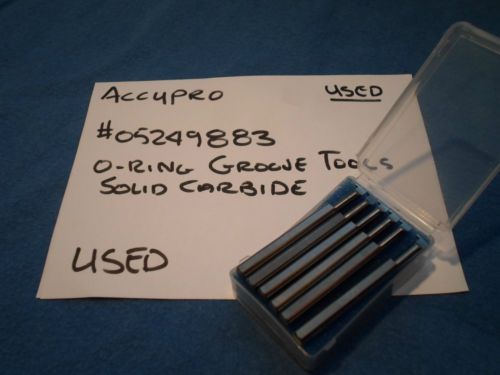 ACCUPRO
USED
#05249883
O-RING GROOVE TOOLS
SOLID CARBIDE
USED